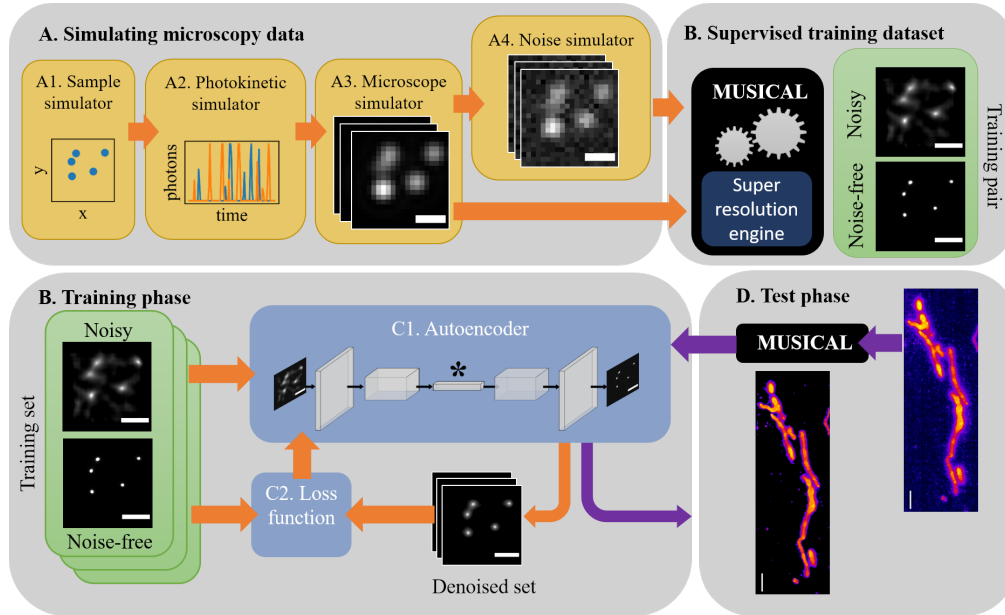 A. Simulating microscopy data
A1. Sample
simulator
y
x
A2. Photokinetic
simulator
photons
time
A3. Microscope
simulator
A4. Noise simulator
B. Supervised training dataset
MUSICAL
Super
resolution
engine
Noisy
Noise-free
Training pair
B. Training phase
Training set
Noisy
Noise-free
C1. Autoencoder
*
C2. Loss
function
Denoised set
D. Test phase
MUSICAL